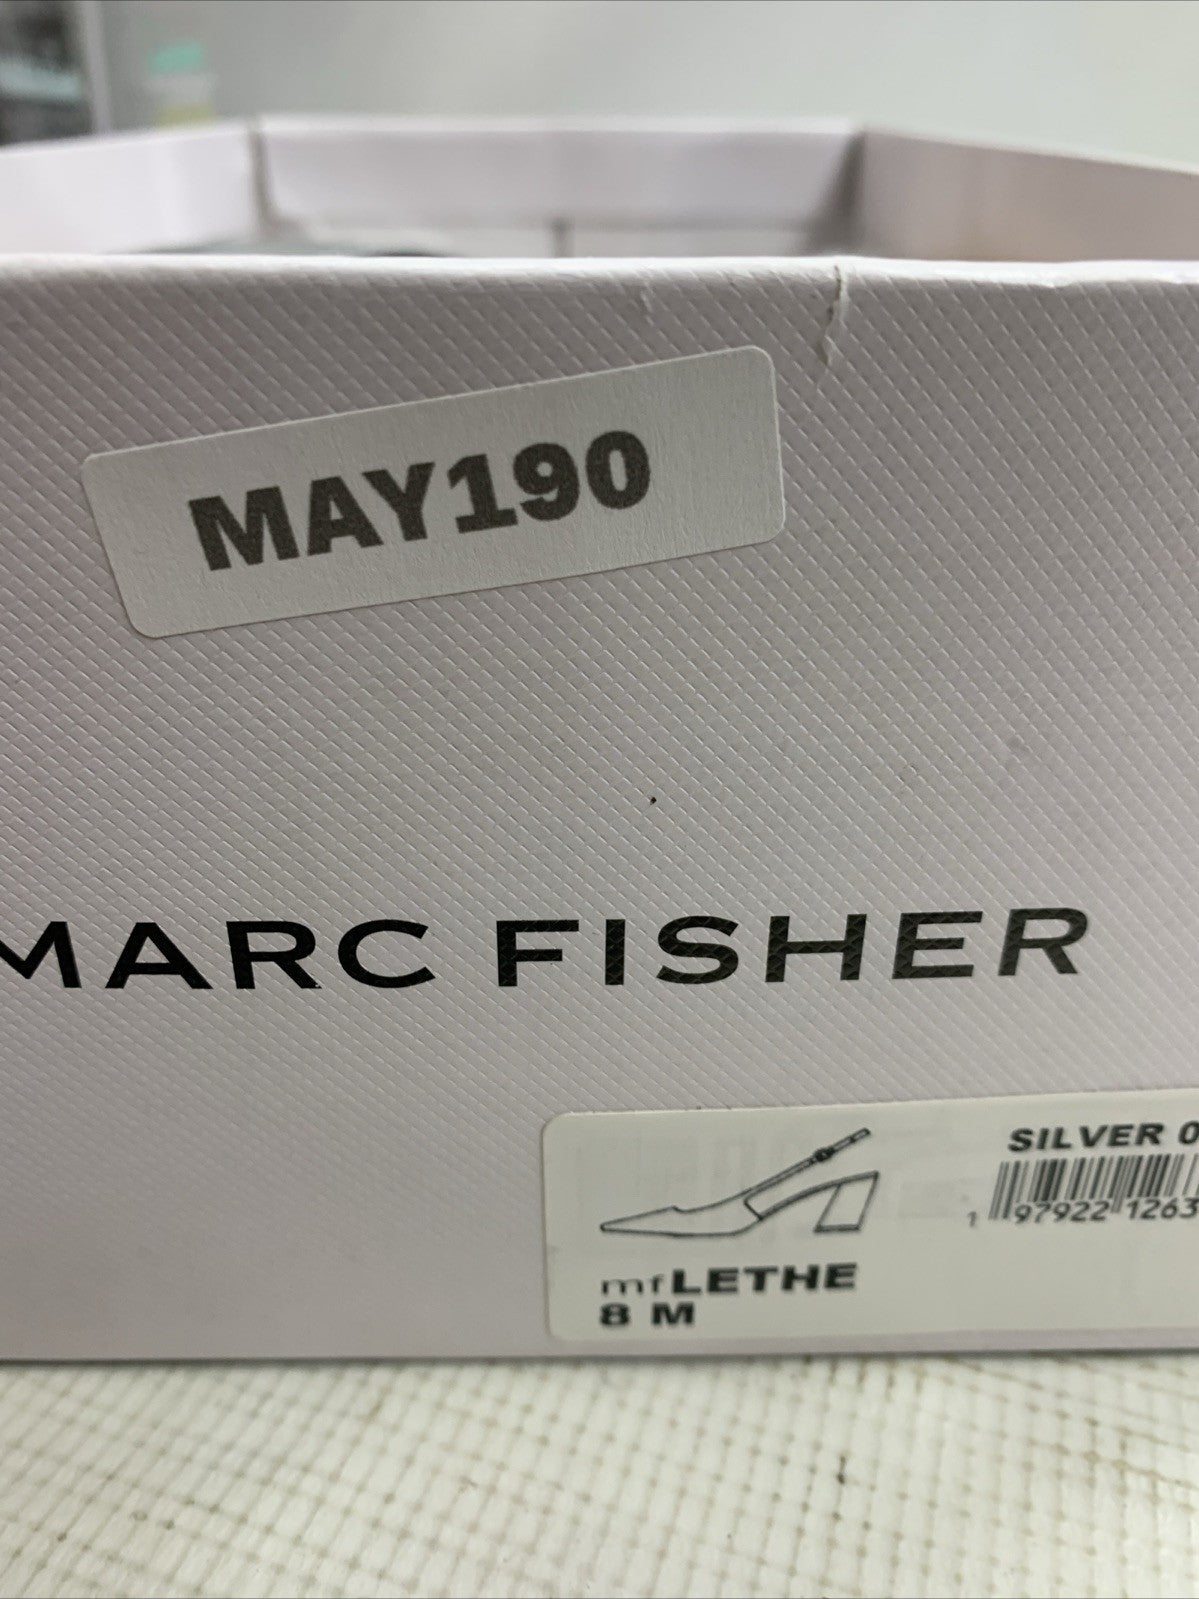 MAY190
MARC FISHER
SILVER 0
1 97922 1263
mfLETHE
8 M